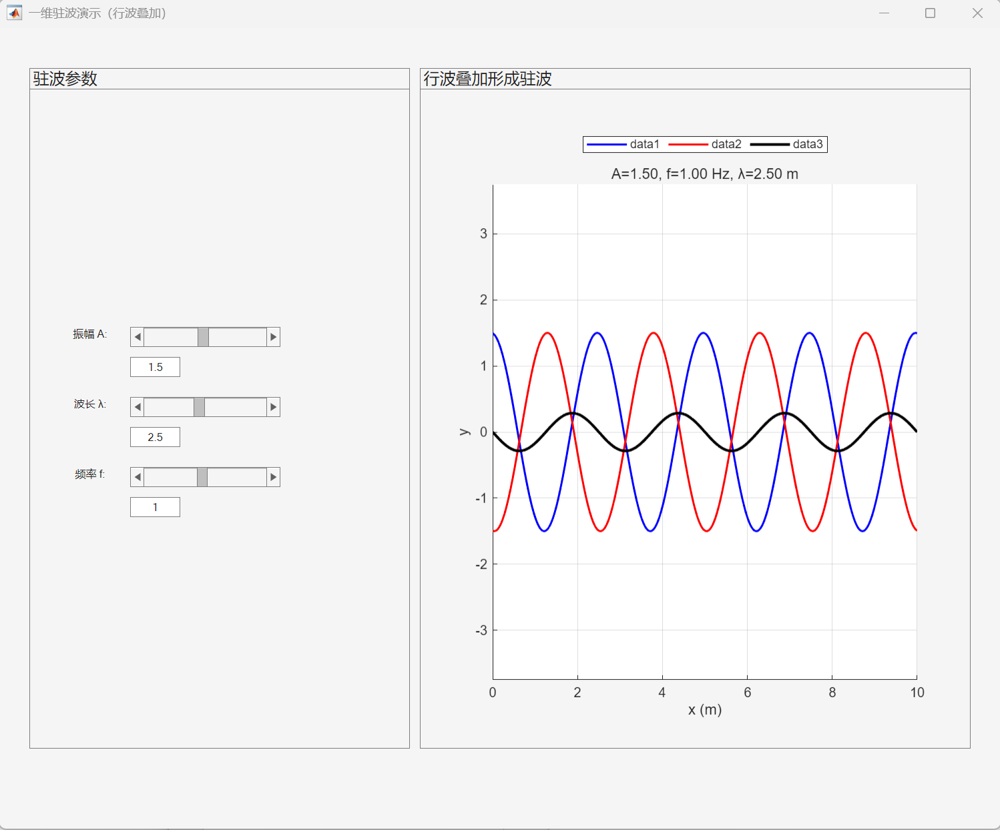 一维驻波演示（行波叠加）
驻波参数
振幅 A:
1.5
波长 λ:
2.5
频率 f:
1
行波叠加形成驻波
data1 data2 data3
A=1.50, f=1.00 Hz, λ=2.50 m
3
2
1
0
-1
-2
-3
y
0 2 4 6 8 10
x (m)